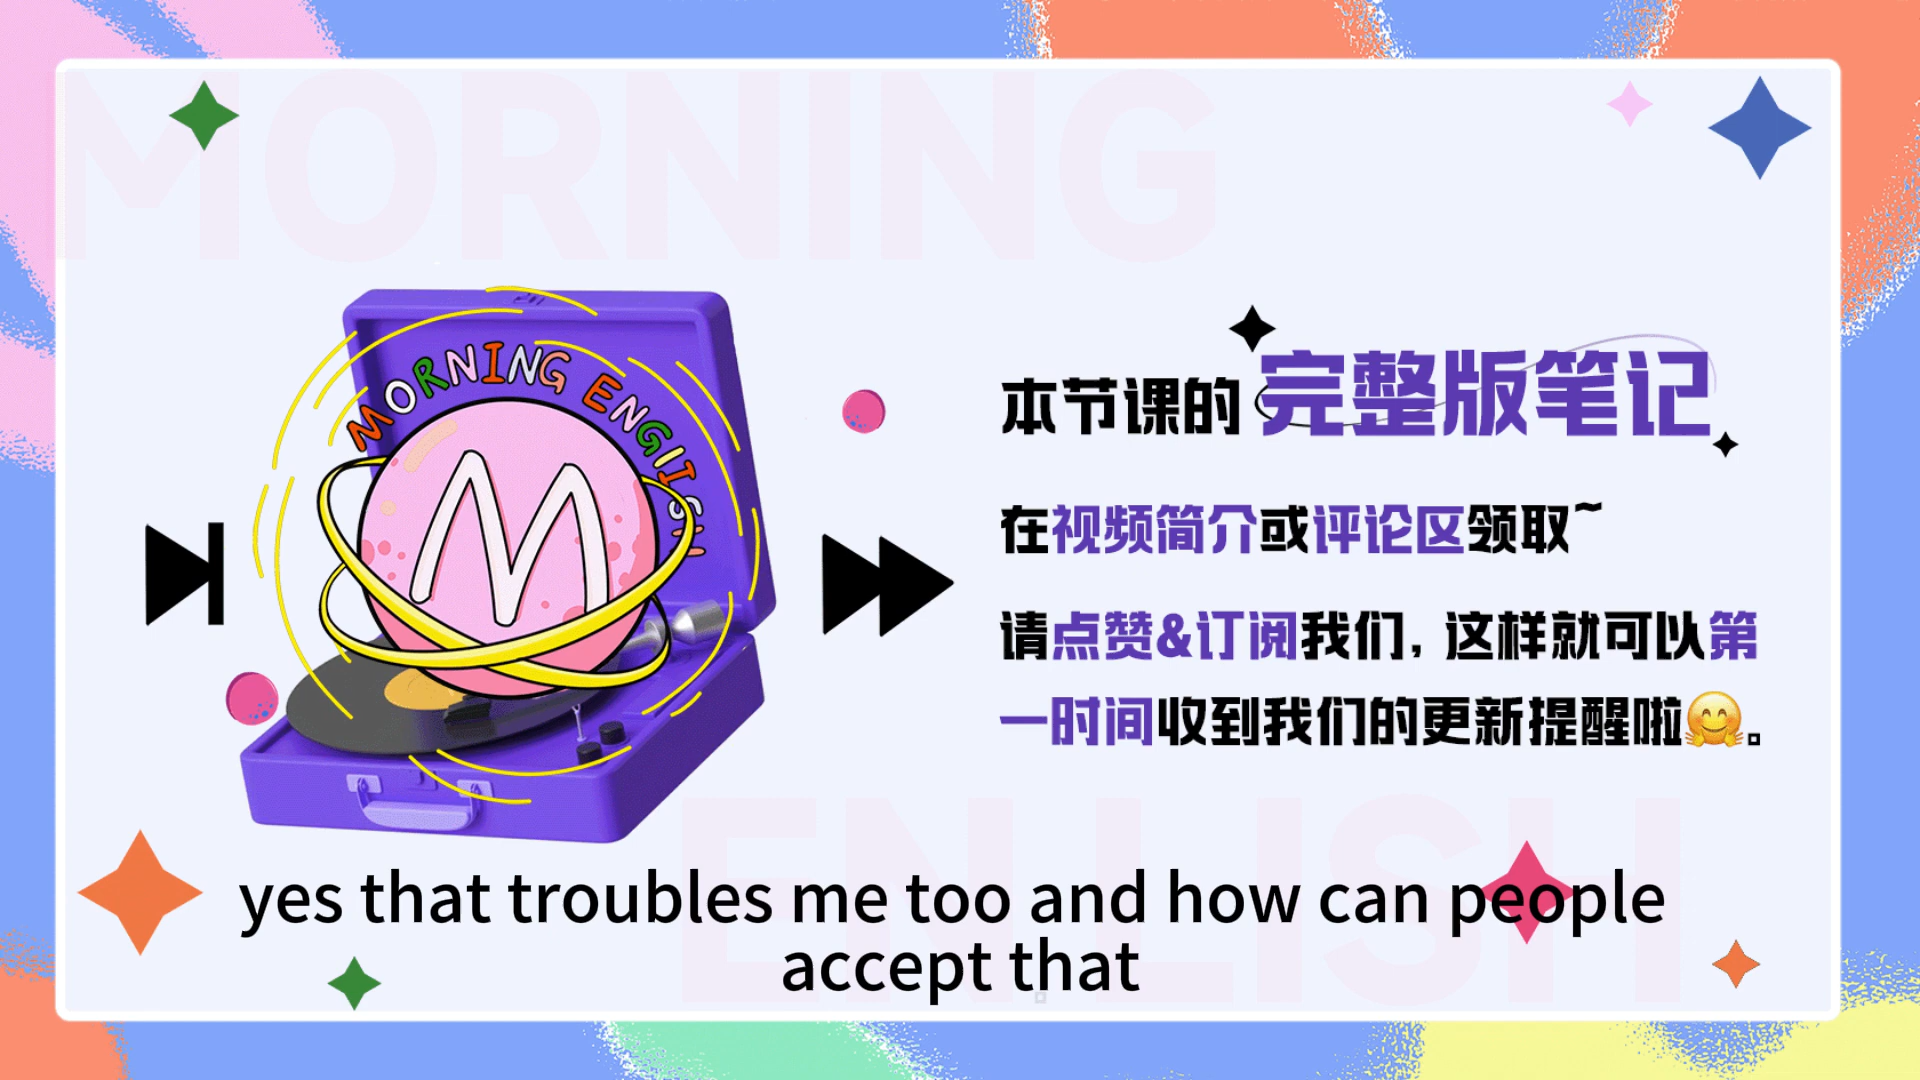 MORNING
MORNING ENGLISH
M
本节课的完整版笔记
在视频简介或评论区领取~
请点赞&订阅我们，这样就可以第
一时间收到我们的更新提醒啦🤗。
yes that troubles me too and how can people
accept that